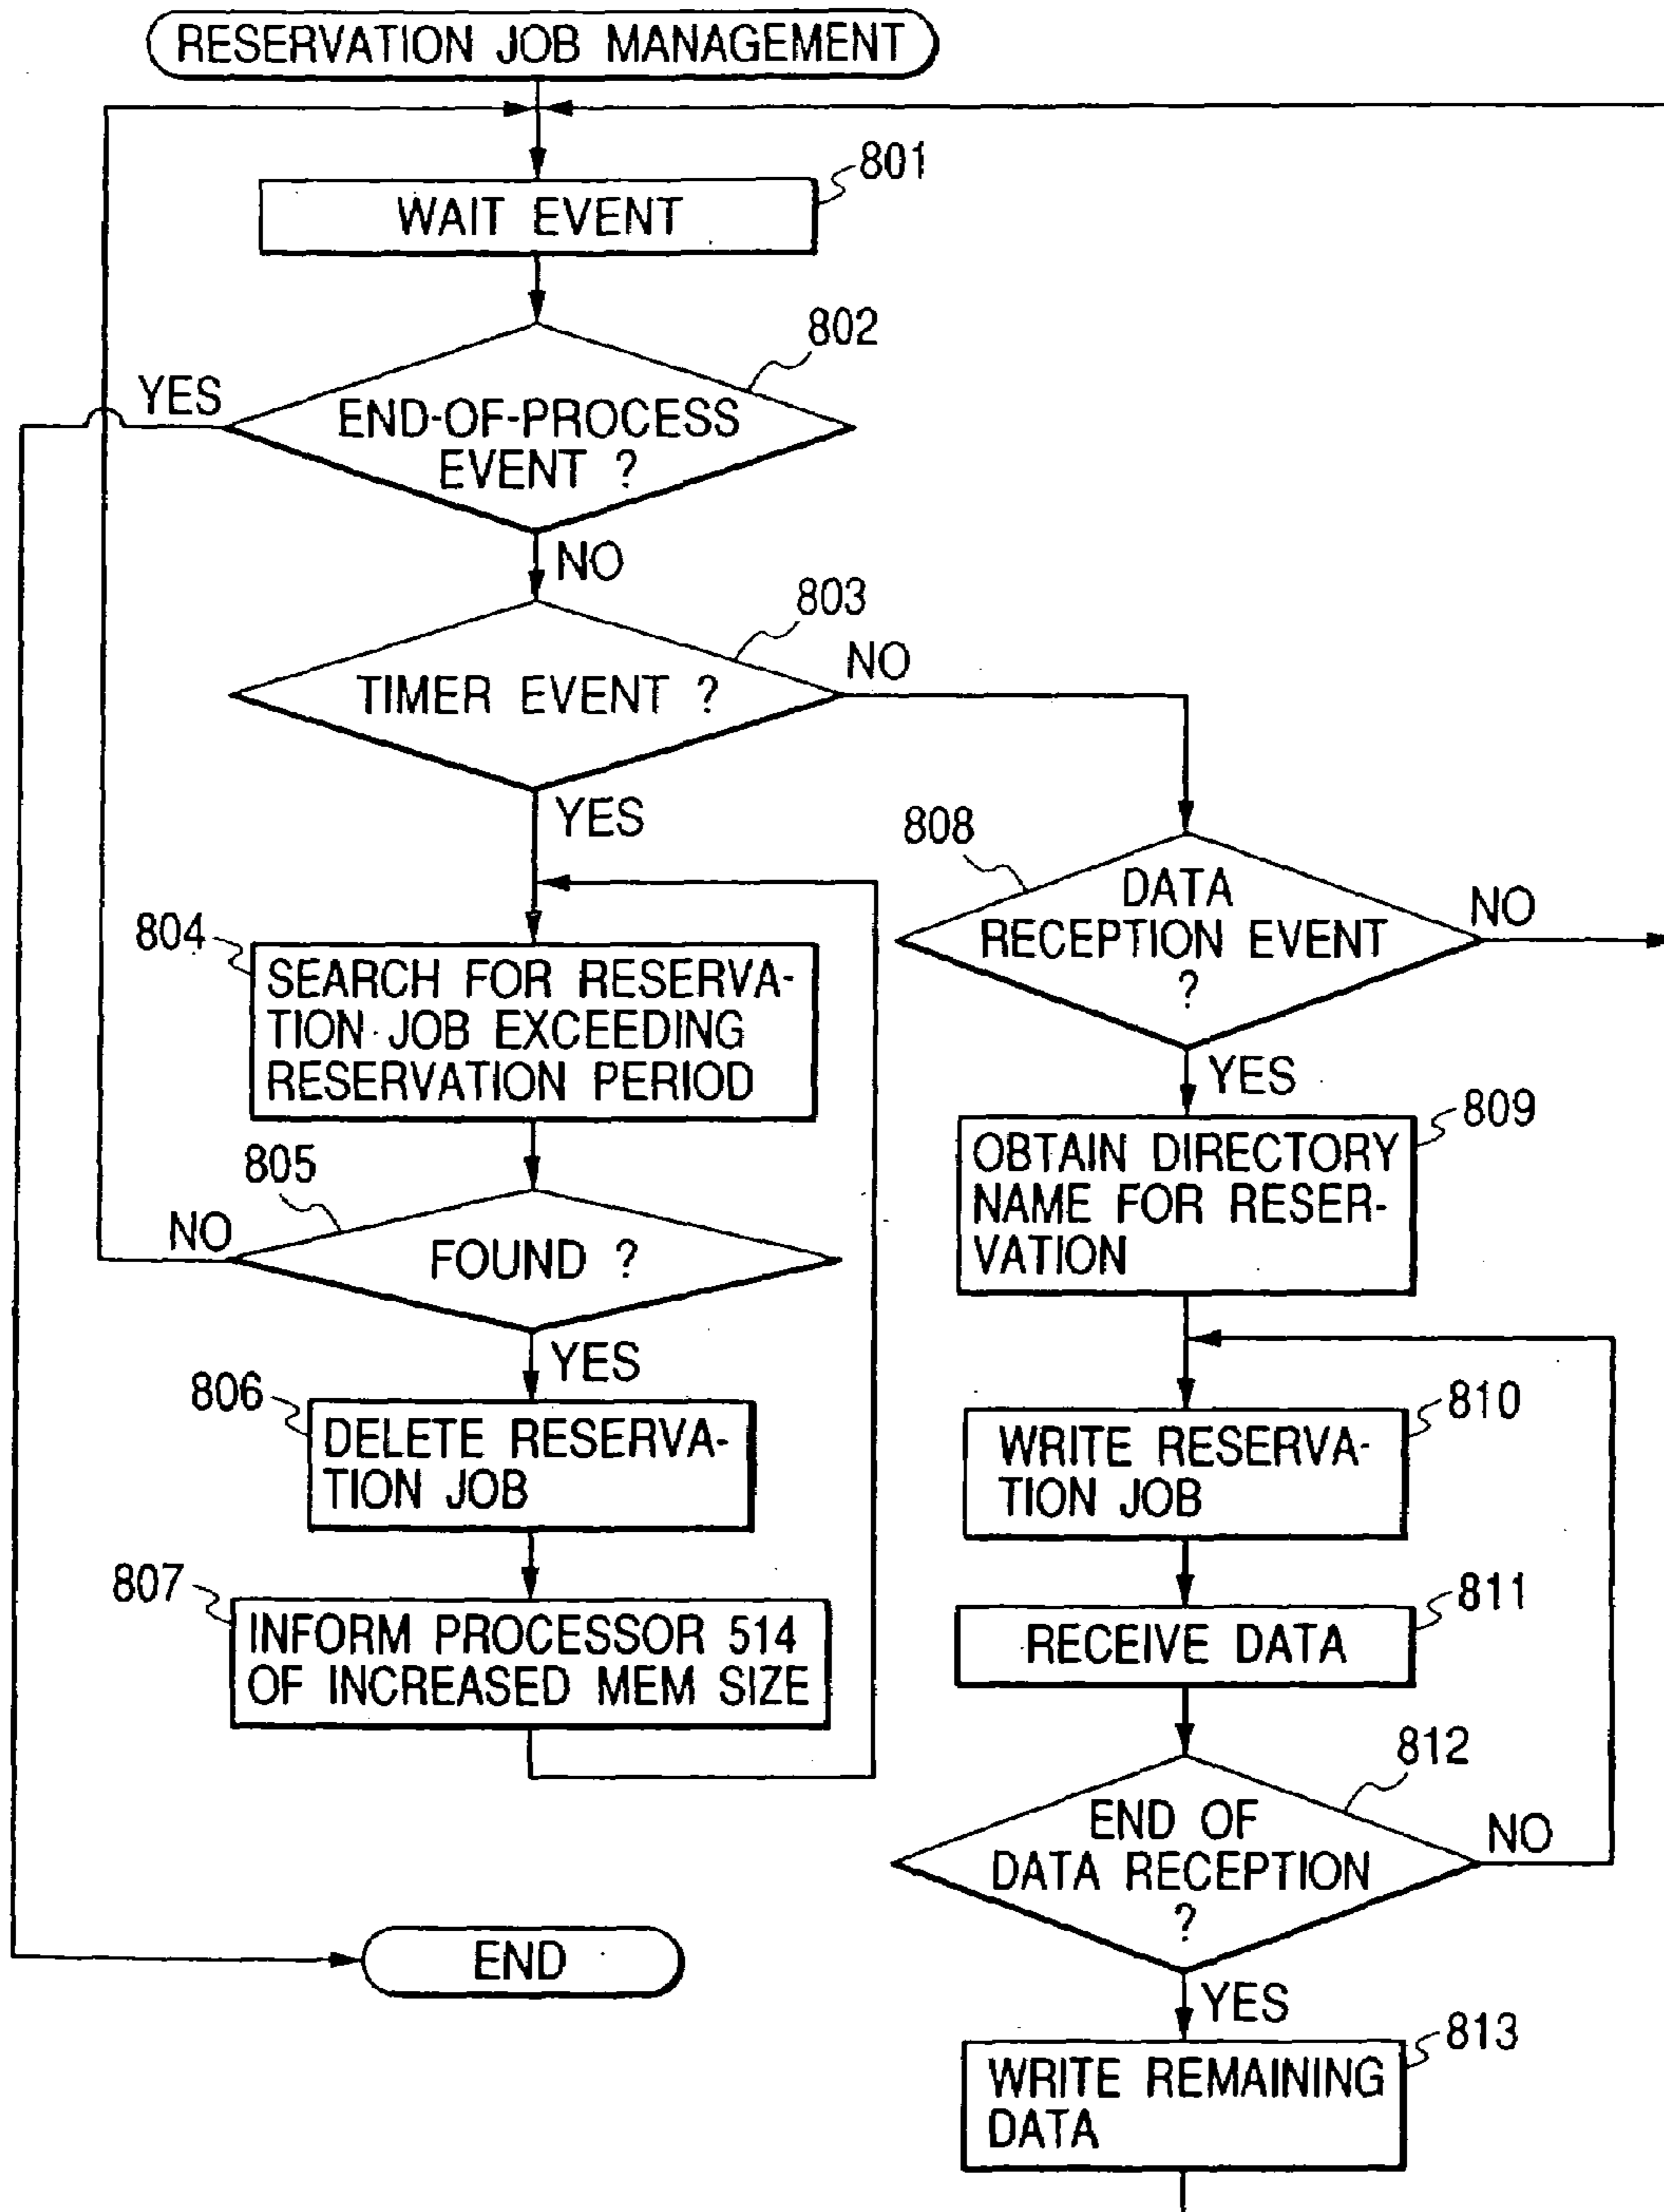 RESERVATION JOB MANAGEMENT
801
WAIT EVENT
802
YES
END-OF-PROCESS
EVENT ?
NO
803
TIMER EVENT ?
NO
YES
804
SEARCH FOR RESERVA-
TION JOB EXCEEDING
RESERVATION PERIOD
805
NO
FOUND ?
YES
806
DELETE RESERVA-
TION JOB
807
INFORM PROCESSOR 514
OF INCREASED MEM SIZE
END
808
DATA
RECEPTION EVENT
?
NO
YES
809
OBTAIN DIRECTORY
NAME FOR RESER-
VATION
810
WRITE RESERVA-
TION JOB
811
RECEIVE DATA
812
END OF
DATA RECEPTION
?
NO
YES
813
WRITE REMAINING
DATA